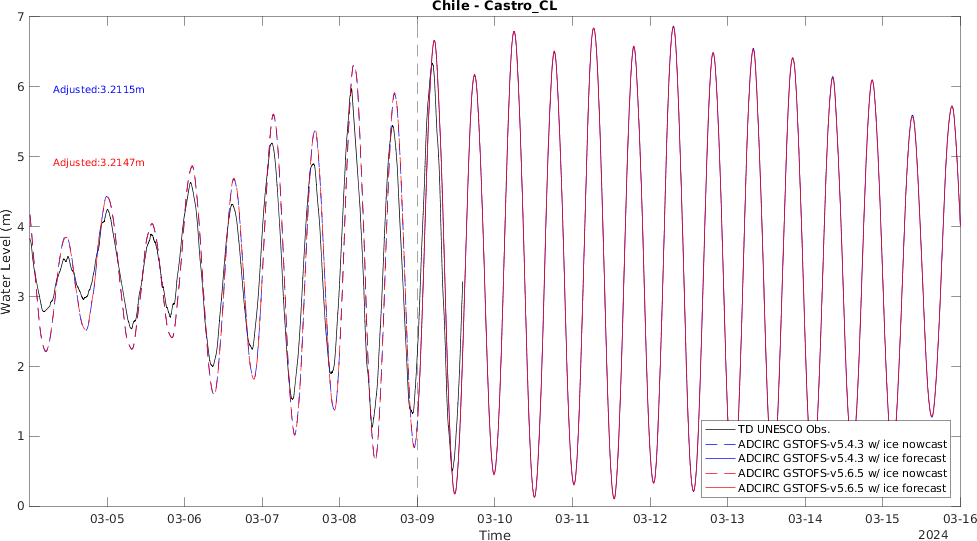 Chile - Castro_CL
7
6
5
4
3
2
1
0
Water Level (m)
Adjusted:3.2115m
Adjusted:3.2147m
TD UNESCO Obs.
ADCIRC GSTOFS-v5.4.3 w/ ice nowcast
ADCIRC GSTOFS-v5.4.3 w/ ice forecast
ADCIRC GSTOFS-v5.6.5 w/ ice nowcast
ADCIRC GSTOFS-v5.6.5 w/ ice forecast
03-05 03-06 03-07 03-08 03-09 03-10 03-11 03-12 03-13 03-14 03-15 03-16
Time
2024